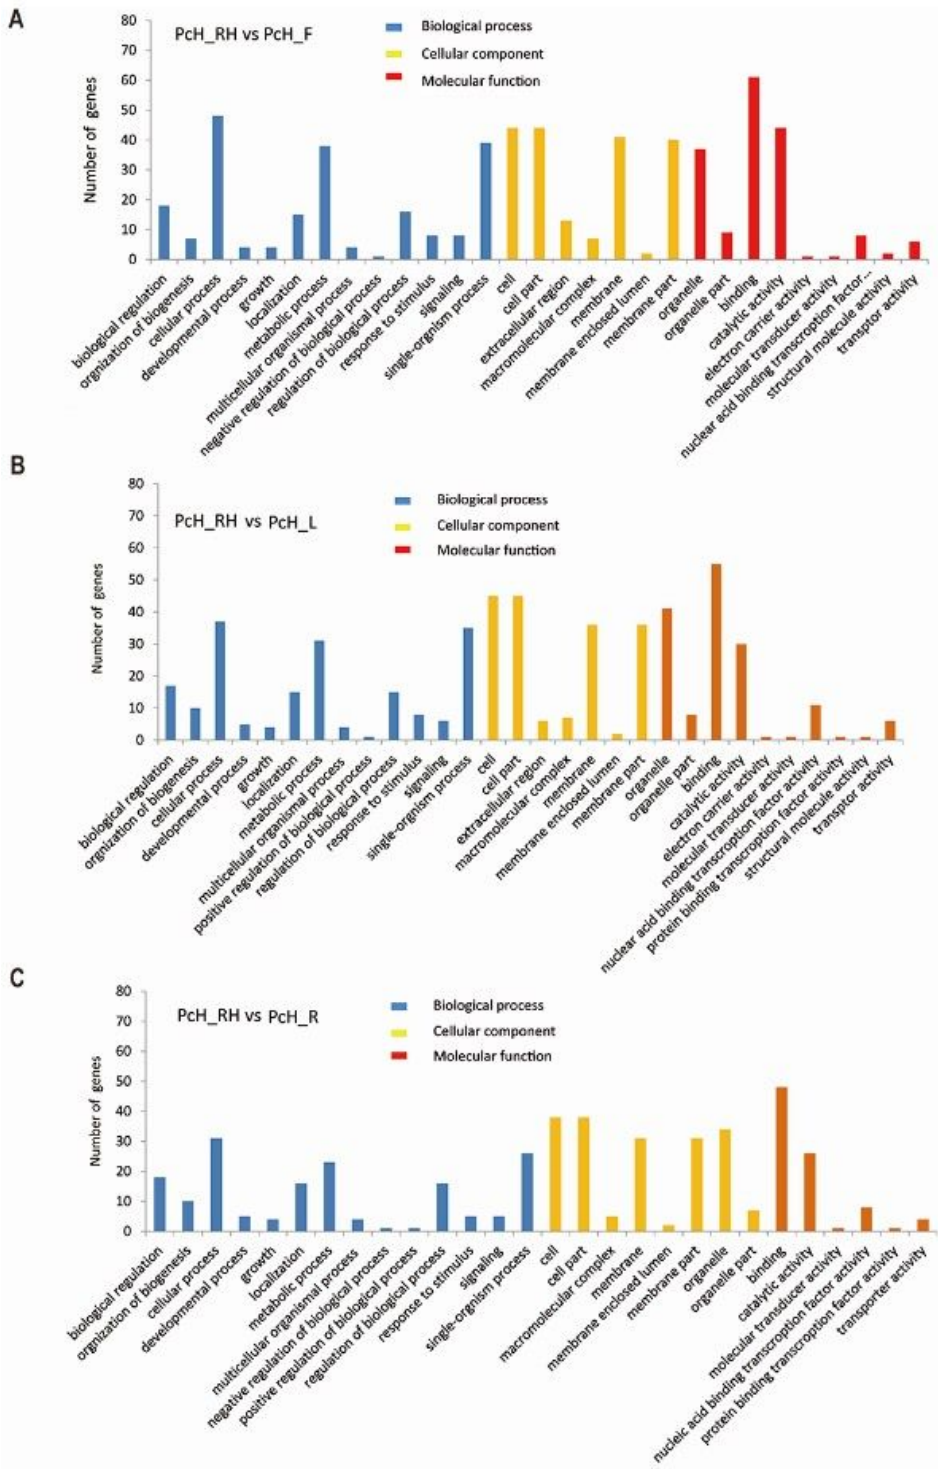 A
PcH_RH vs PcH_F
Biological process
Cellular component
Molecular function
Number of genes
80
70
60
50
40
30
20
10
0
biological regulation
orgnization of biogenesis
cellular process
developmental process
growth
localization
metabolic process
multicellular organismal process
negative regulation of biological process
regulation of biological process
response to stimulus
signaling
single-orgnism process
cell
cell part
extracellular region
macromolecular complex
membrane
membrane enclosed lumen
membrane part
organelle
organelle part
binding
catalytic activity
electron carrier activity
molecular transducer activity
nuclear acid binding transcription factor...
structural molecule activity
transptor activity
B
PcH_RH vs PcH_L
Biological process
Cellular component
Molecular function
Number of genes
80
70
60
50
40
30
20
10
0
biological regulation
orgnization of biogenesis
cellular process
developmental process
growth
localization
metabolic process
multicellular organismal process
positive regulation of biological process
regulation of biological process
response to stimulus
signaling
single-orgnism process
cell
cell part
extracellular region
macromolecular complex
membrane
membrane enclosed lumen
membrane part
organelle
organelle part
binding
catalytic activity
electron carrier activity
molecular transducer activity
nuclear acid binding transcription factor activity
protein binding transcription factor activity
structural molecule activity
transptor activity
C
PcH_RH vs PcH_R
Biological process
Cellular component
Molecular function
Number of genes
80
70
60
50
40
30
20
10
0
biological regulation
orgnization of biogenesis
cellular process
developmental process
growth
localization
metabolic process
multicellular organismal process
negative regulation of biological process
positive regulation of biological process
regulation of biological process
response to stimulus
signaling
single-orgnism process
cell
cell part
macromolecular complex
membrane
membrane enclosed lumen
membrane part
organelle
organelle part
binding
catalytic activity
molecular transducer activity
nucleic acid binding transcription factor activity
protein binding transcroption factor activity
transporter activity